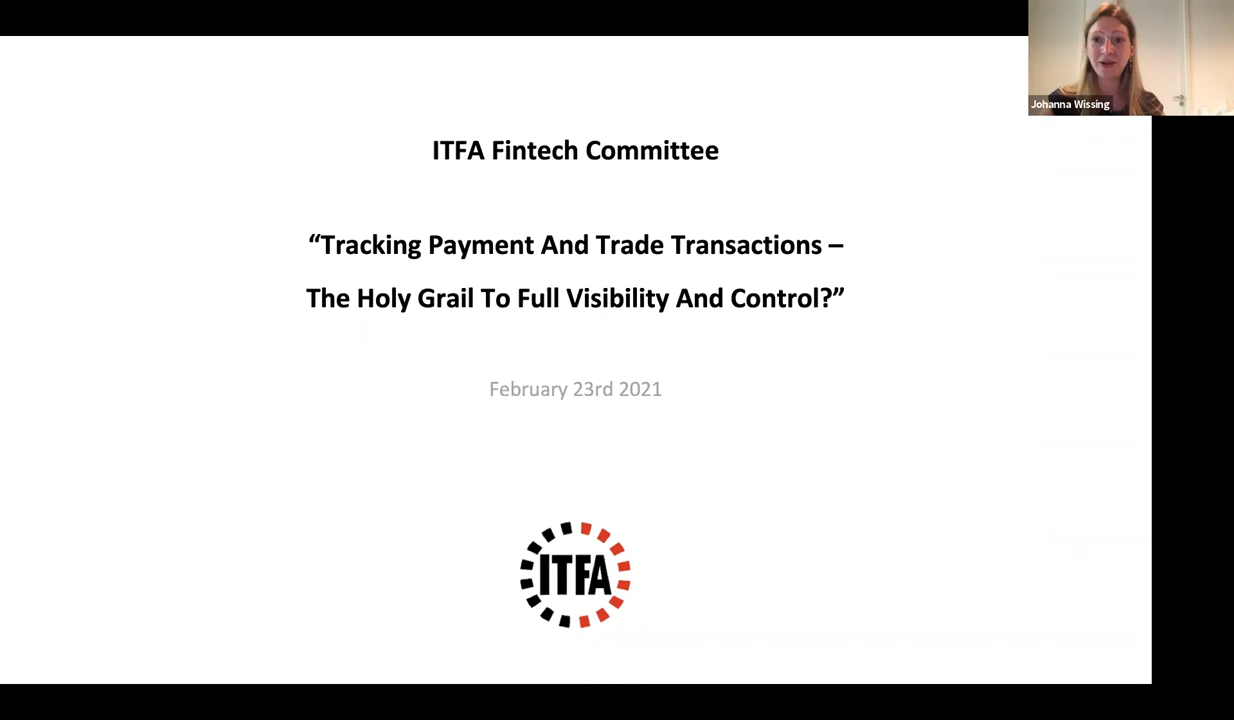 Johanna Wissing
ITFA Fintech Committee
“Tracking Payment And Trade Transactions –
The Holy Grail To Full Visibility And Control?”
February 23rd 2021
ITFA